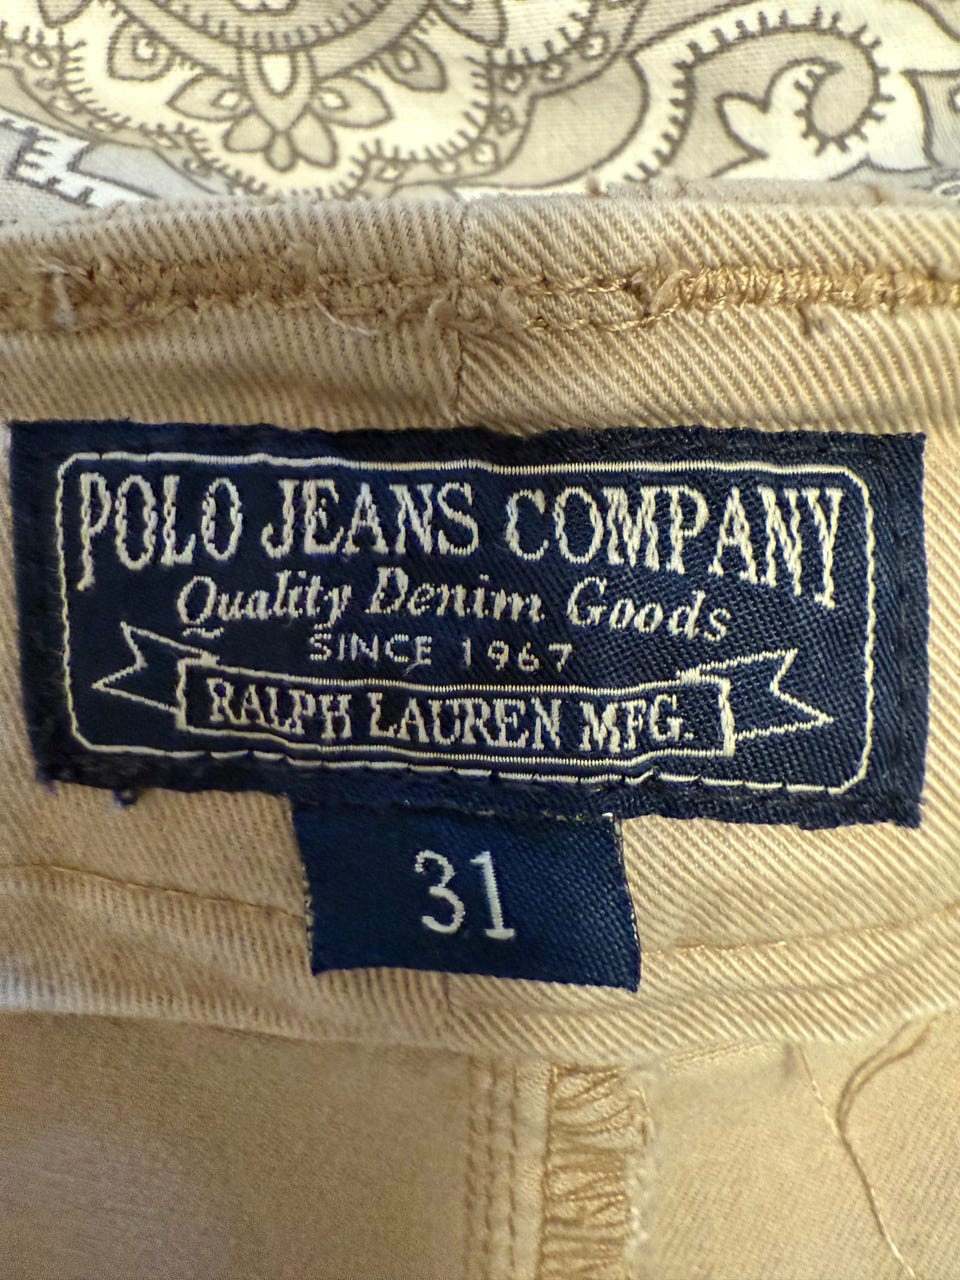 POLO JEANS COMPANY
Quality Denim Goods
SINCE 1967
RALPH LAUREN MFG.
31